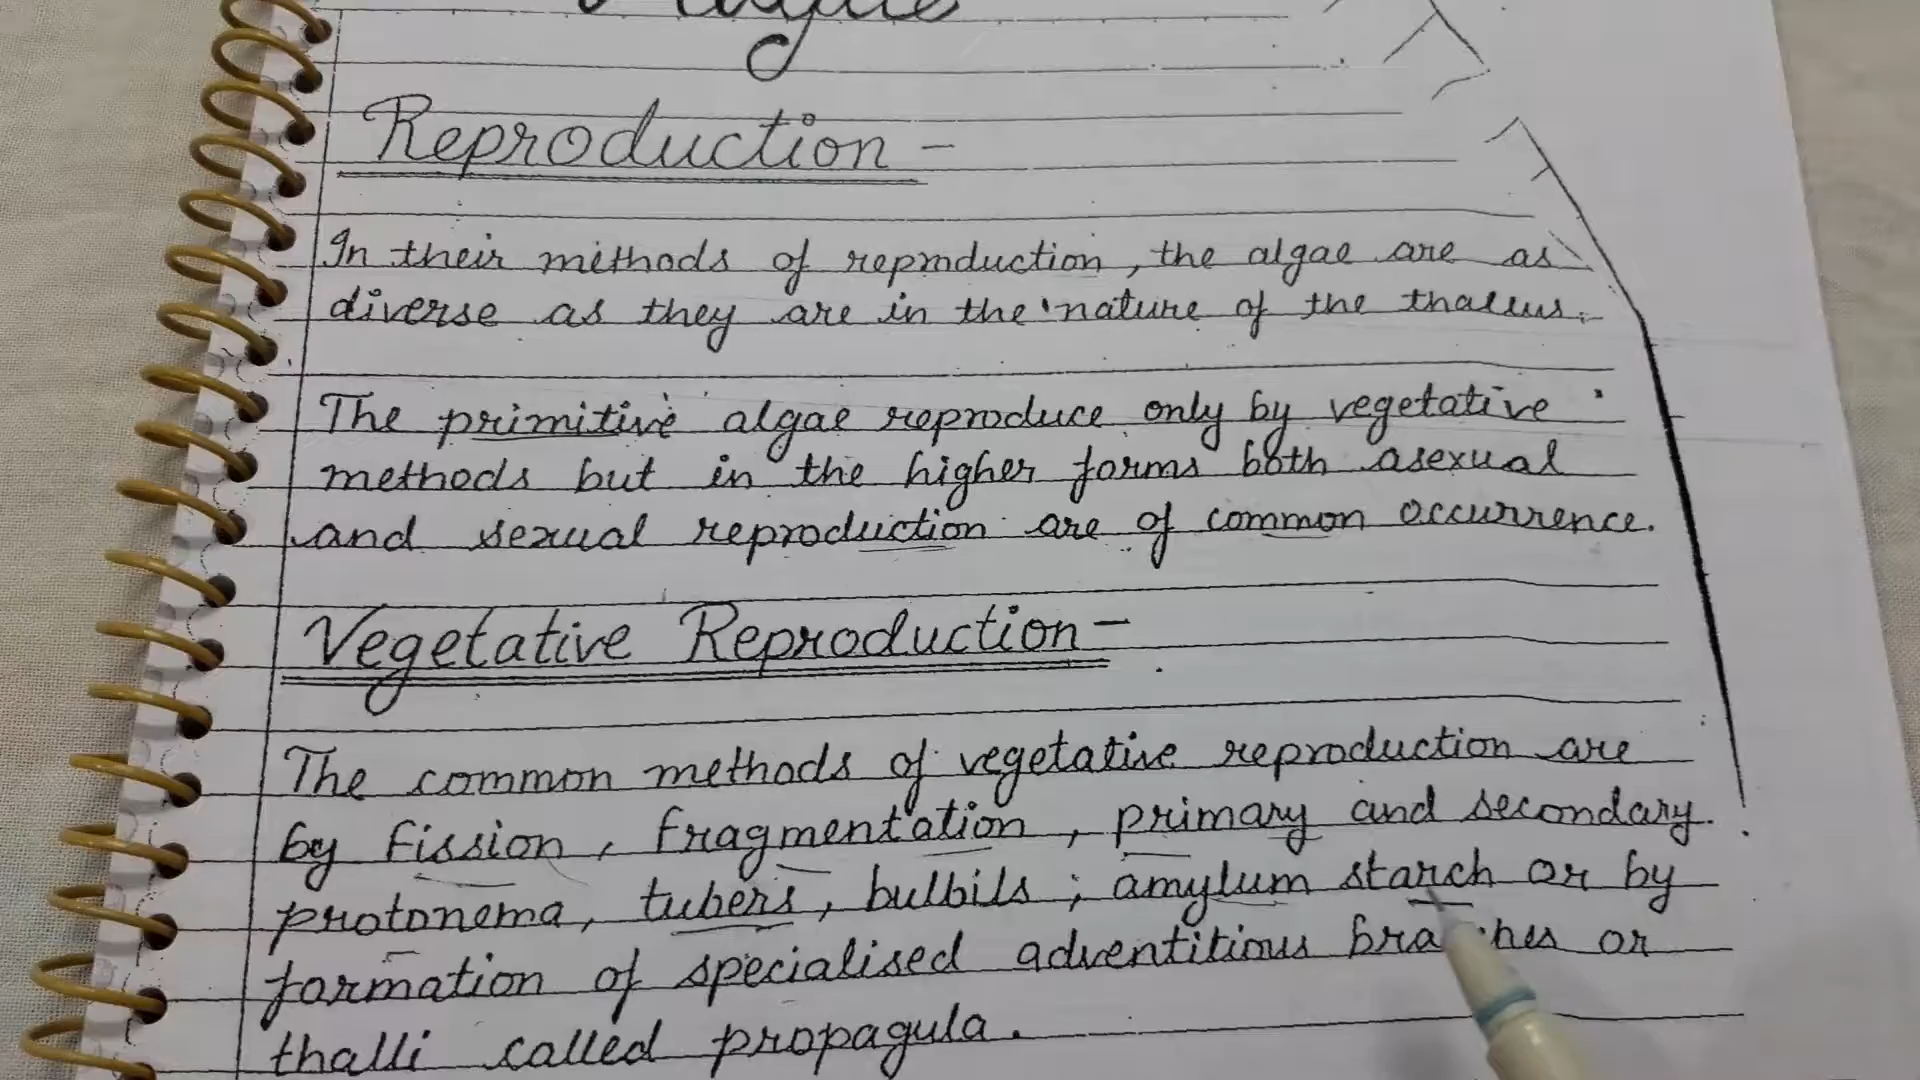 Algae
Reproduction -
In their methods of reproduction, the algae are as
diverse as they are in the nature of the thallus.
The primitive algae reproduce only by vegetative
methods but in the higher forms both asexual
and sexual reproduction are of common occurrence.
Vegetative Reproduction -
The common methods of vegetative reproduction are
by fission, fragmentation, primary and secondary
protonema, tubers, bulbils, amylum starch or by
formation of specialised adventitious branches or
thalli called propagula.